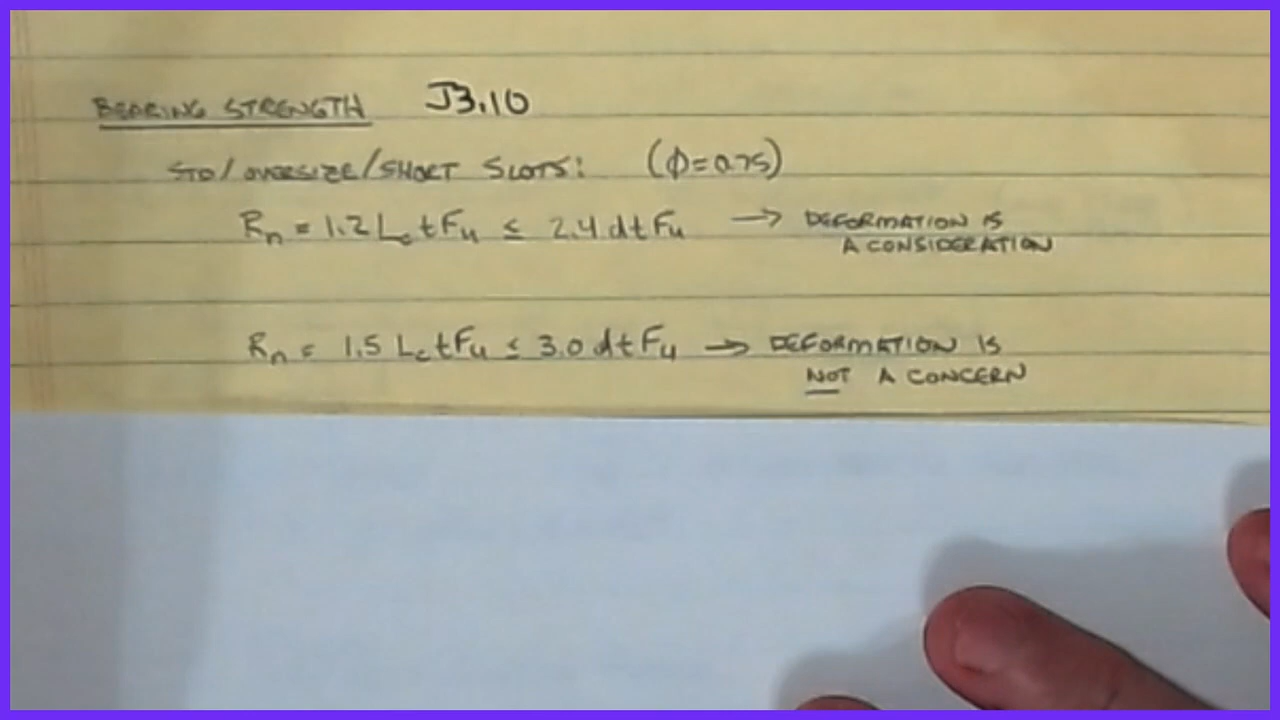 BEARING STRENGTH J3.10
STD/OVERSIZE/SHORT SLOTS: (ϕ=0.75)
Rn = 1.2 Lc t Fu ≤ 2.4 d t Fu → DEFORMATION IS
A CONSIDERATION
Rn = 1.5 Lc t Fu ≤ 3.0 d t Fu → DEFORMATION IS
NOT A CONCERN